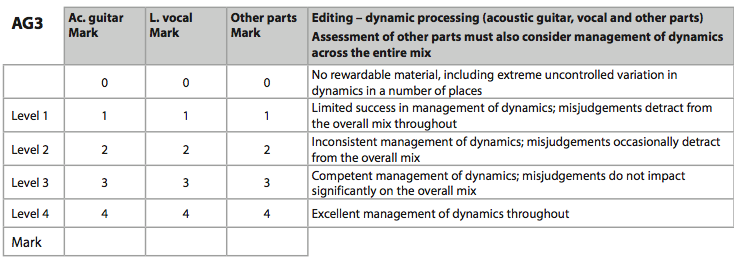 AG3 Ac. guitar Mark L. vocal Mark Other parts Mark Editing – dynamic processing (acoustic guitar, vocal and other parts)
Assessment of other parts must also consider management of dynamics across the entire mix
0 0 0 No rewardable material, including extreme uncontrolled variation in
dynamics in a number of places
Level 1 1 1 1 Limited success in management of dynamics; misjudgements detract from
the overall mix throughout
Level 2 2 2 2 Inconsistent management of dynamics; misjudgements occasionally detract
from the overall mix
Level 3 3 3 3 Competent management of dynamics; misjudgements do not impact
significantly on the overall mix
Level 4 4 4 4 Excellent management of dynamics throughout
Mark